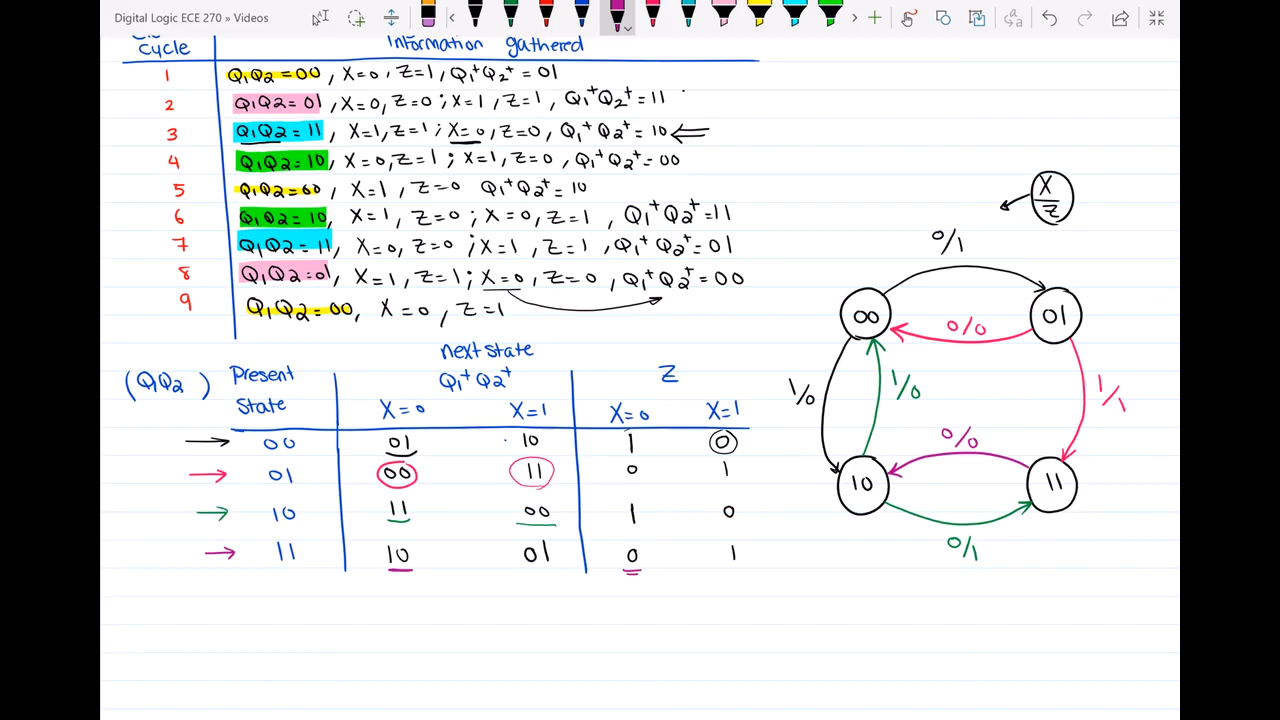 Digital Logic ECE 270 » Videos
cycle Information gathered
1 Q1Q2=00, X=0, Z=1, Q1⁺Q2⁺=01
2 Q1Q2=01, X=0, Z=0; X=1, Z=1, Q1⁺Q2⁺=11
3 Q1Q2=11, X=1, Z=1; X=0, Z=0, Q1⁺Q2⁺=10 ⇐
4 Q1Q2=10, X=0, Z=1; X=1, Z=0, Q1⁺Q2⁺=00
5 Q1Q2=00, X=1, Z=0 Q1⁺Q2⁺=10
6 Q1Q2=10, X=1, Z=0; X=0, Z=1, Q1⁺Q2⁺=11
7 Q1Q2=11, X=0, Z=0; X=1, Z=1, Q1⁺Q2⁺=01
8 Q1Q2=01, X=1, Z=1; X=0, Z=0, Q1⁺Q2⁺=00
9 Q1Q2=00, X=0, Z=1
next state
(Q1Q2) Present State Q1⁺Q2⁺ Z
X=0 X=1 X=0 X=1
→ 00 01 10 1 0
→ 01 00 11 0 1
→ 10 11 00 1 0
→ 11 10 01 0 1
X
Z
0/1
00
01
0/0
1/0
1/0
1/1
0/0
10
11
0/1